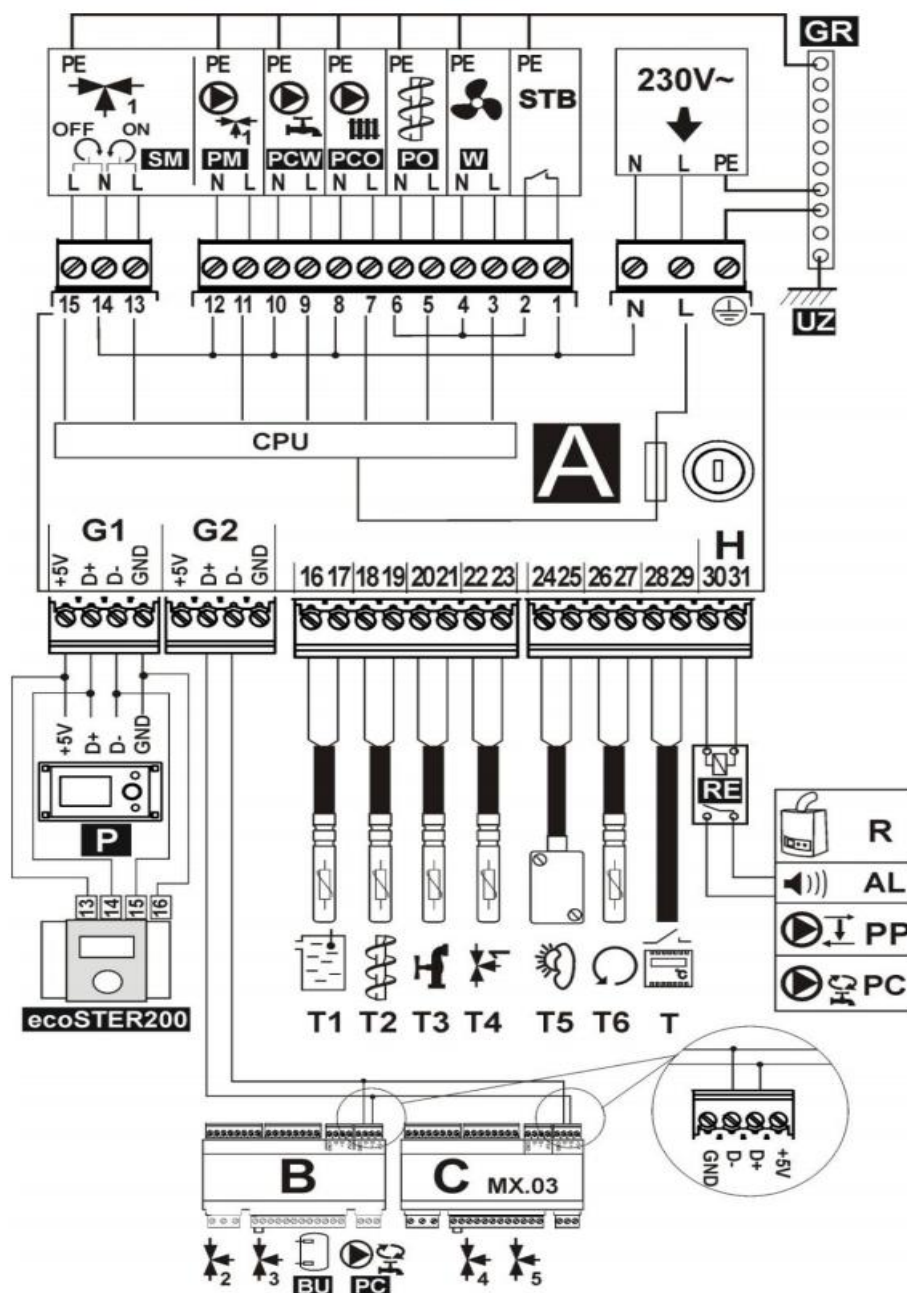 GR
PE PE PE PE PE PE PE
230V~
STB
1
OFF ON
1
SM PM PCW PCO PO W
N L PE
L N L N L N L N L N L N L
15 14 13 12 11 10 9 8 7 6 5 4 3 2 1 N L
UZ
CPU
A
G1 G2 H
+5V D+ D- GND +5V D+ D- GND
16 17 18 19 20 21 22 23 24 25 26 27 28 29 30 31
+5V D+ D- GND
RE
P
R
AL
13 14 15 16
PP
1
PC
ecoSTER200
T1 T2 T3 T4 T5 T6 T
B C MX.03
GND D- D+ +5V
2 3 4 5
BU PC